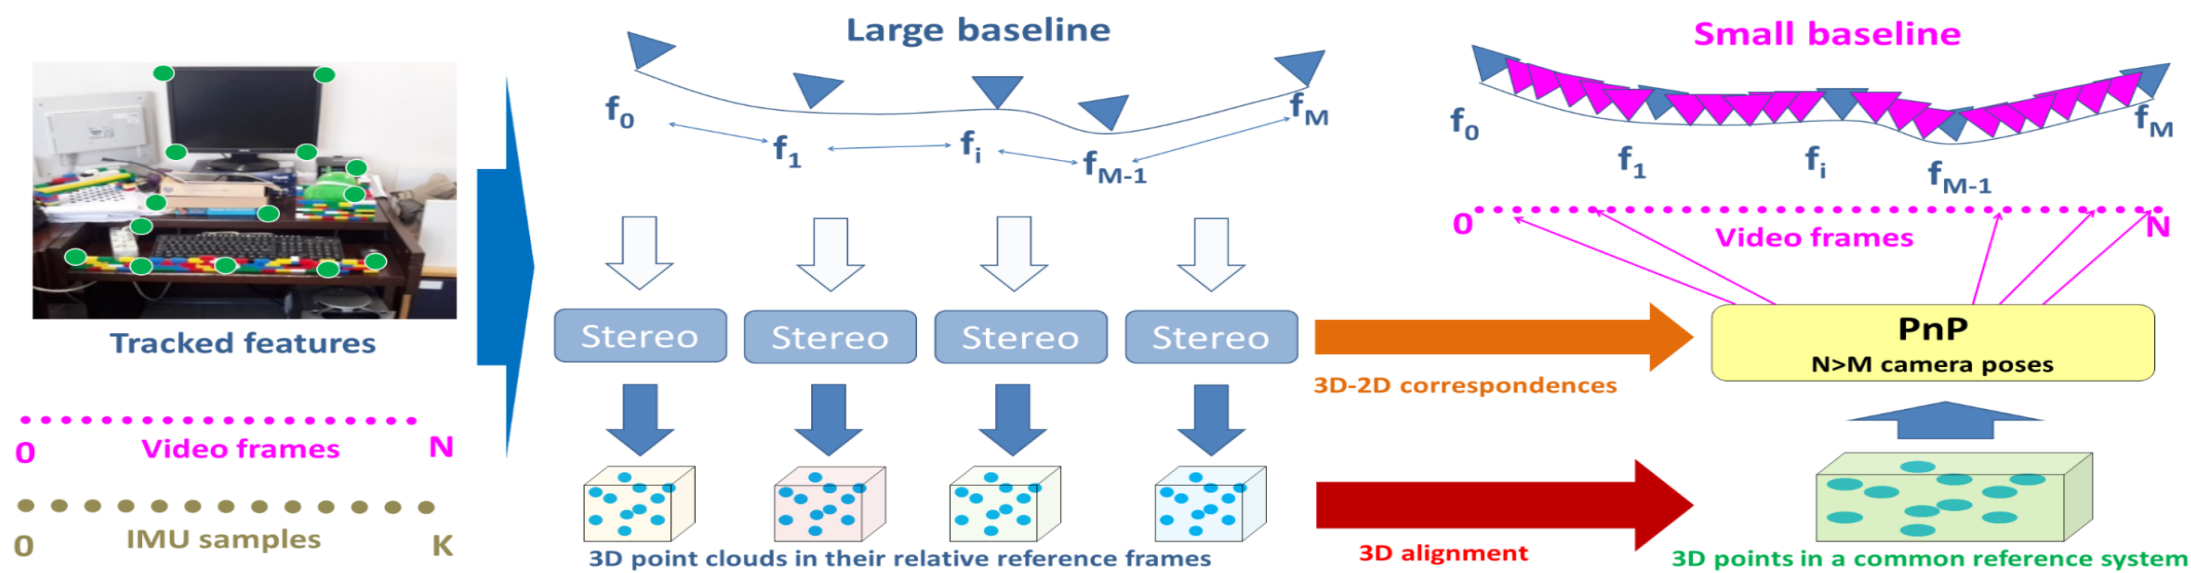 Tracked features
0 Video frames N
0 IMU samples K
Large baseline
f0 f1 fi fM-1 fM
Stereo Stereo Stereo Stereo
3D point clouds in their relative reference frames
3D-2D correspondences
3D alignment
Small baseline
f0 f1 fi fM-1 fM
0 Video frames N
PnP
N>M camera poses
3D points in a common reference system